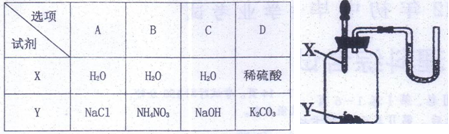 选项
试剂
A B C D
X H₂O H₂O H₂O 稀硫酸
Y NaCl NH₄NO₃ NaOH K₂CO₃
X
Y